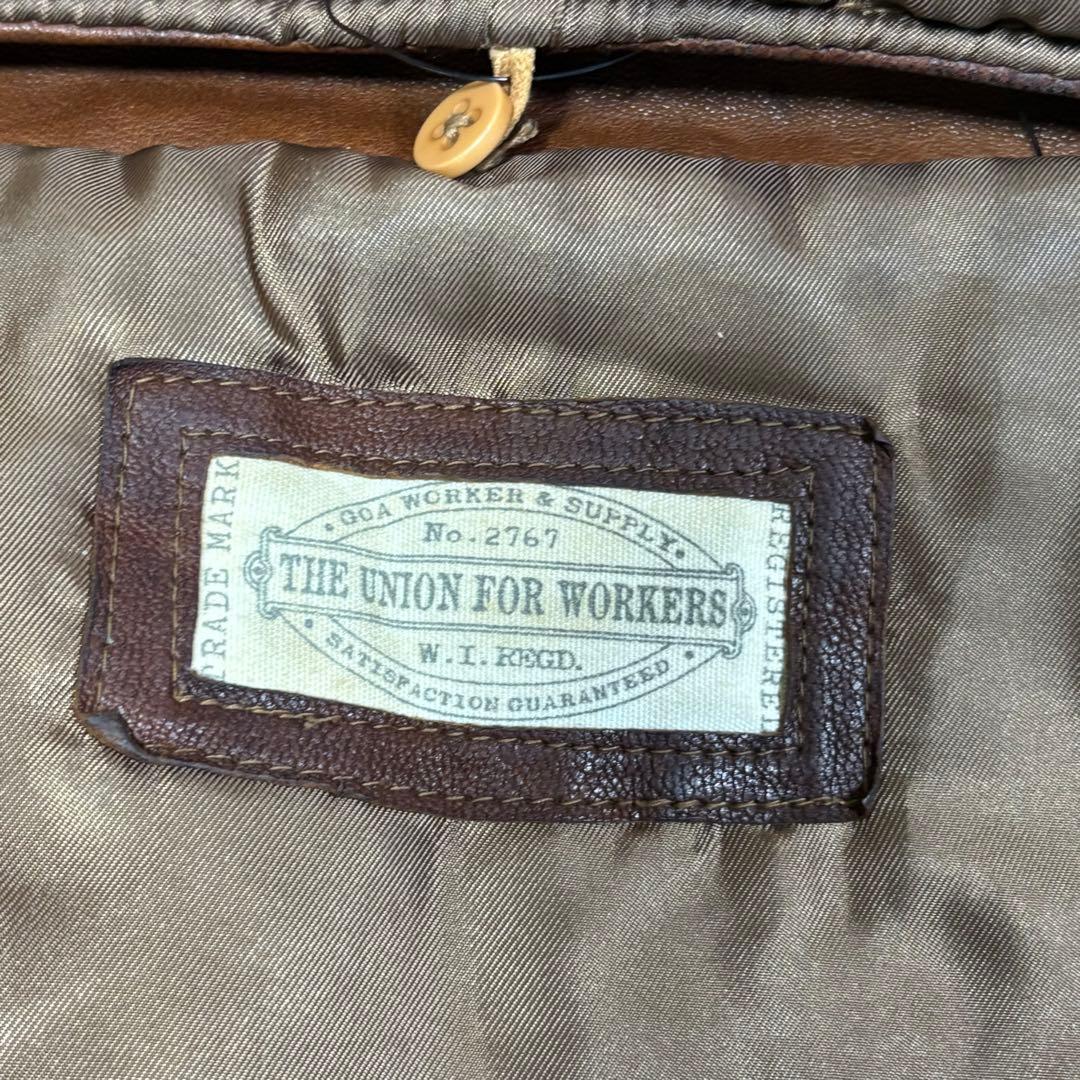 GOA WORKER & SUPPLY
No. 2767
THE UNION FOR WORKERS
W.I. REGD.
SATISFACTION GUARANTEED
TRADE MARK
REGISTERED